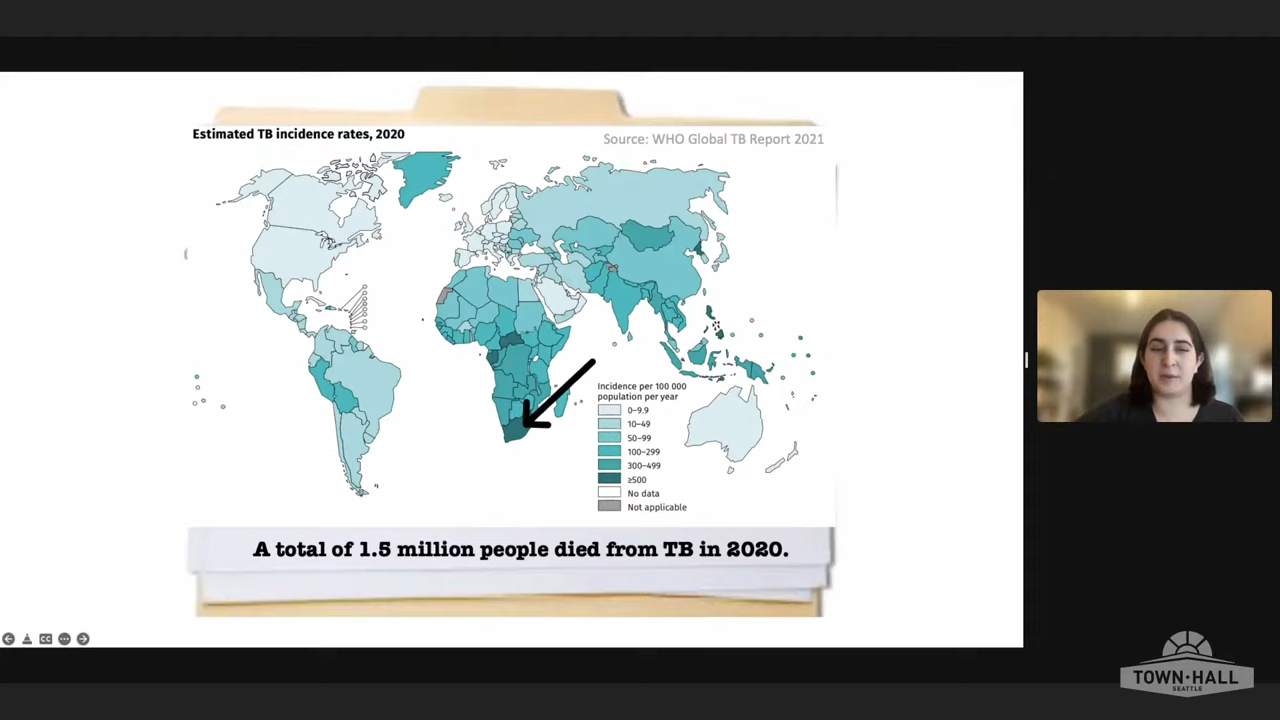 Estimated TB incidence rates, 2020
Source: WHO Global TB Report 2021
Incidence per 100 000
population per year
0–9.9
10–49
50–99
100–299
300–499
≥500
No data
Not applicable
A total of 1.5 million people died from TB in 2020.
CC
TOWN·HALL
SEATTLE